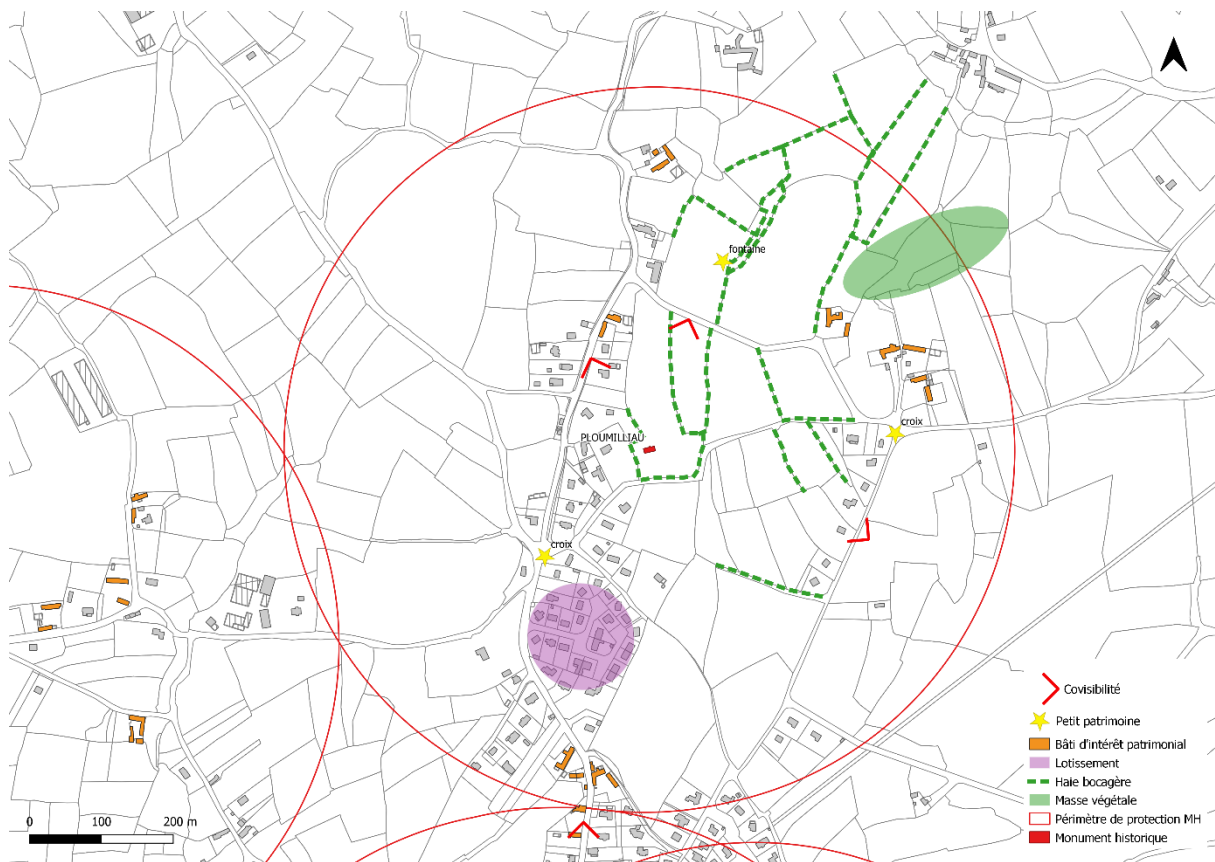 fontaine
croix
PLOUMILLIAU
croix
Covisibilité
Petit patrimoine
Bâti d'intérêt patrimonial
Lotissement
Haie bocagère
Masse végétale
Périmètre de protection MH
Monument historique
0 100 200 m